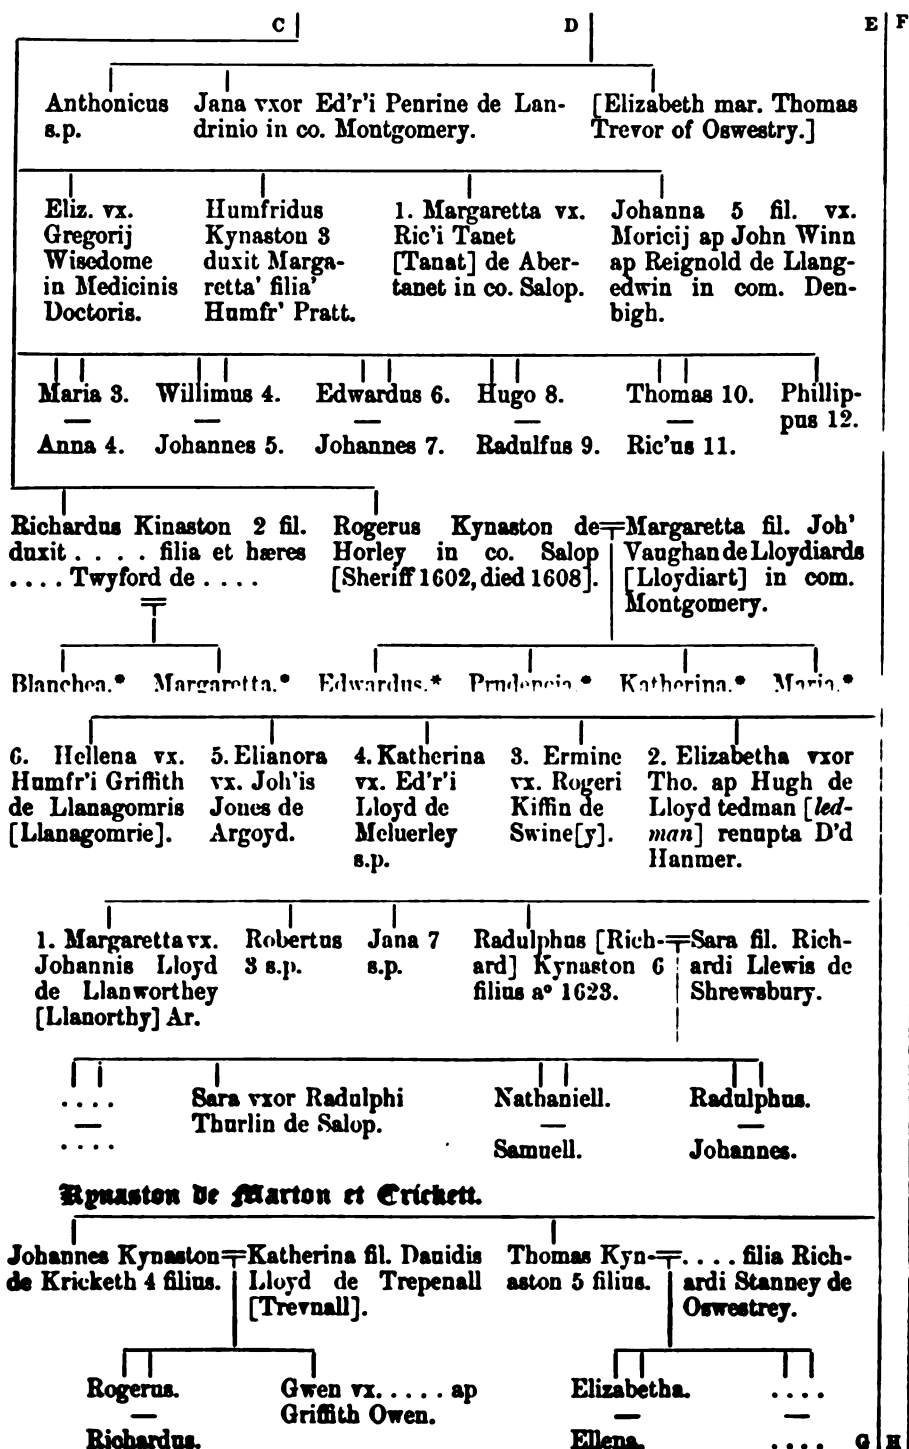 C D E F
Anthonicus
s.p.
Jana vxor Ed'r'i Penrine de Lan-
drinio in co. Montgomery.
[Elizabeth mar. Thomas
Trevor of Oswestry.]
Eliz. vx.
Gregorij
Wisedome
in Medicinis
Doctoris.
Humfridus
Kynaston 3
duxit Marga-
retta' filia'
Humfr' Pratt.
1. Margaretta vx.
Ric'i Tanet
[Tanat] de Aber-
tanet in co. Salop.
Johanna 5 fil. vx.
Moricij ap John Winn
ap Reignold de Llang-
edwin in com. Den-
bigh.
Maria 3.
—
Anna 4.
Willimus 4.
—
Johannes 5.
Edwardus 6.
—
Johannes 7.
Hugo 8.
—
Radulfus 9.
Thomas 10.
—
Ric'us 11.
Phillip-
pus 12.
Richardus Kinaston 2 fil.
duxit . . . . filia et hæres
. . . . Twyford de . . . .
Rogerus Kynaston de
Horley in co. Salop
[Sheriff 1602, died 1608].
Margaretta fil. Joh'
Vaughan de Lloydiards
[Lloydiart] in com.
Montgomery.
Blanchea.* Margaretta.* Edwardus.* Prudencia.* Katherina.* Maria.*
6. Hellena vx.
Humfr'i Griffith
de Llanagomris
[Llanagomrie].
5. Elianora
vx. Joh'is
Jones de
Argoyd.
4. Katherina
vx. Ed'r'i
Lloyd de
Meluerley
s.p.
3. Ermine
vx. Rogeri
Kiffin de
Swine[y].
2. Elizabetha vxor
Tho. ap Hugh de
Lloyd tedman [led-
man] renupta D'd
Hanmer.
1. Margaretta vx.
Johannis Lloyd
de Llanworthey
[Llanorthy] Ar.
Robertus
3 s.p.
Jana 7
s.p.
Radulphus [Rich-
ard] Kynaston 6
filius aº 1623.
Sara fil. Rich-
ardi Llewis de
Shrewsbury.
. . . .
—
. . . .
Sara vxor Radulphi
Thurlin de Salop.
Nathaniell.
—
Samuell.
Radulphus.
—
Johannes.
Kynaston de Marton et Crickett.
Johannes Kynaston
de Kricketh 4 filius.
Katherina fil. Dauidis
Lloyd de Trepenall
[Trevnall].
Thomas Kyn-
aston 5 filius.
. . . . filia Rich-
ardi Stanney de
Oswestrey.
Rogerus.
—
Richardus.
Gwen vx. . . . . ap
Griffith Owen.
Elizabetha.
—
Ellena.
. . . .
—
. . . .
G H